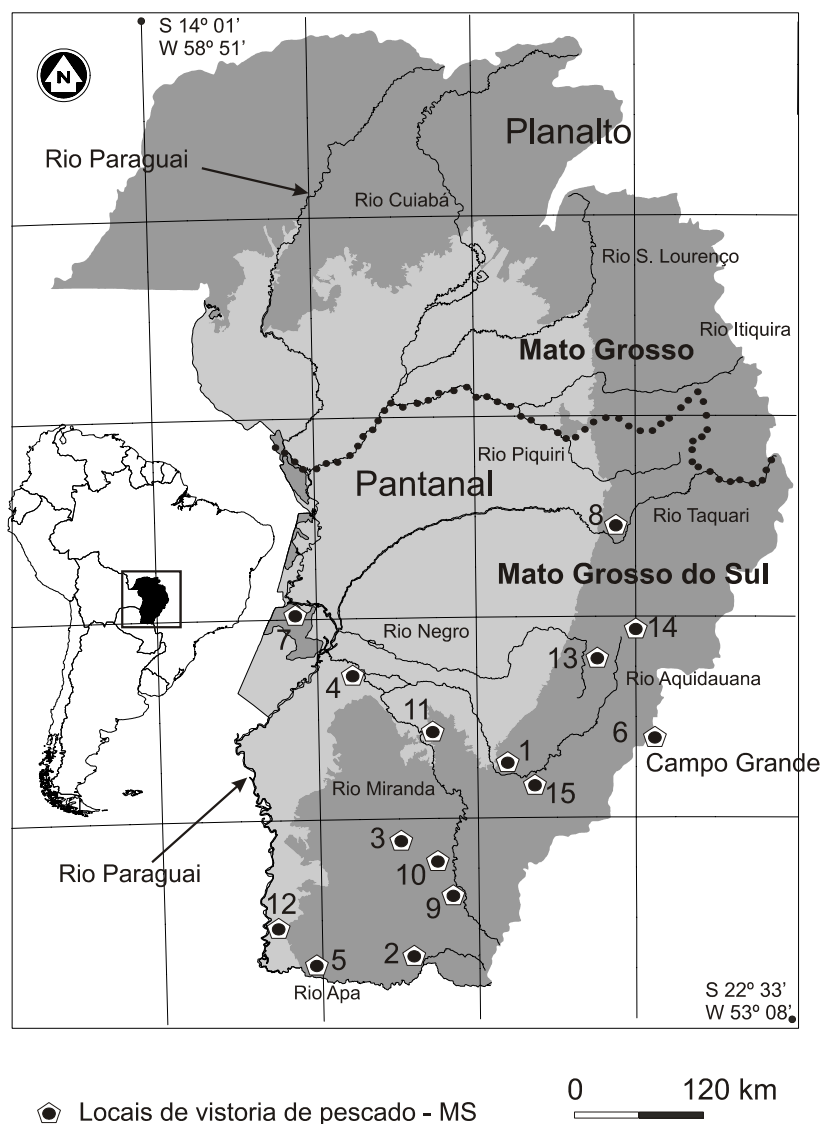 S 14º 01’
W 58º 51’
N
Planalto
Rio Paraguai
Rio Cuiabá
Rio S. Lourenço
Rio Itiquira
Mato Grosso
Rio Piquiri
Pantanal
8
Rio Taquari
Mato Grosso do Sul
7
Rio Negro
14
13
4
Rio Aquidauana
11
6
1
Campo Grande
Rio Miranda
15
3
Rio Paraguai
10
12
9
2
5
Rio Apa
S 22º 33’
W 53º 08’
0 120 km
Locais de vistoria de pescado - MS